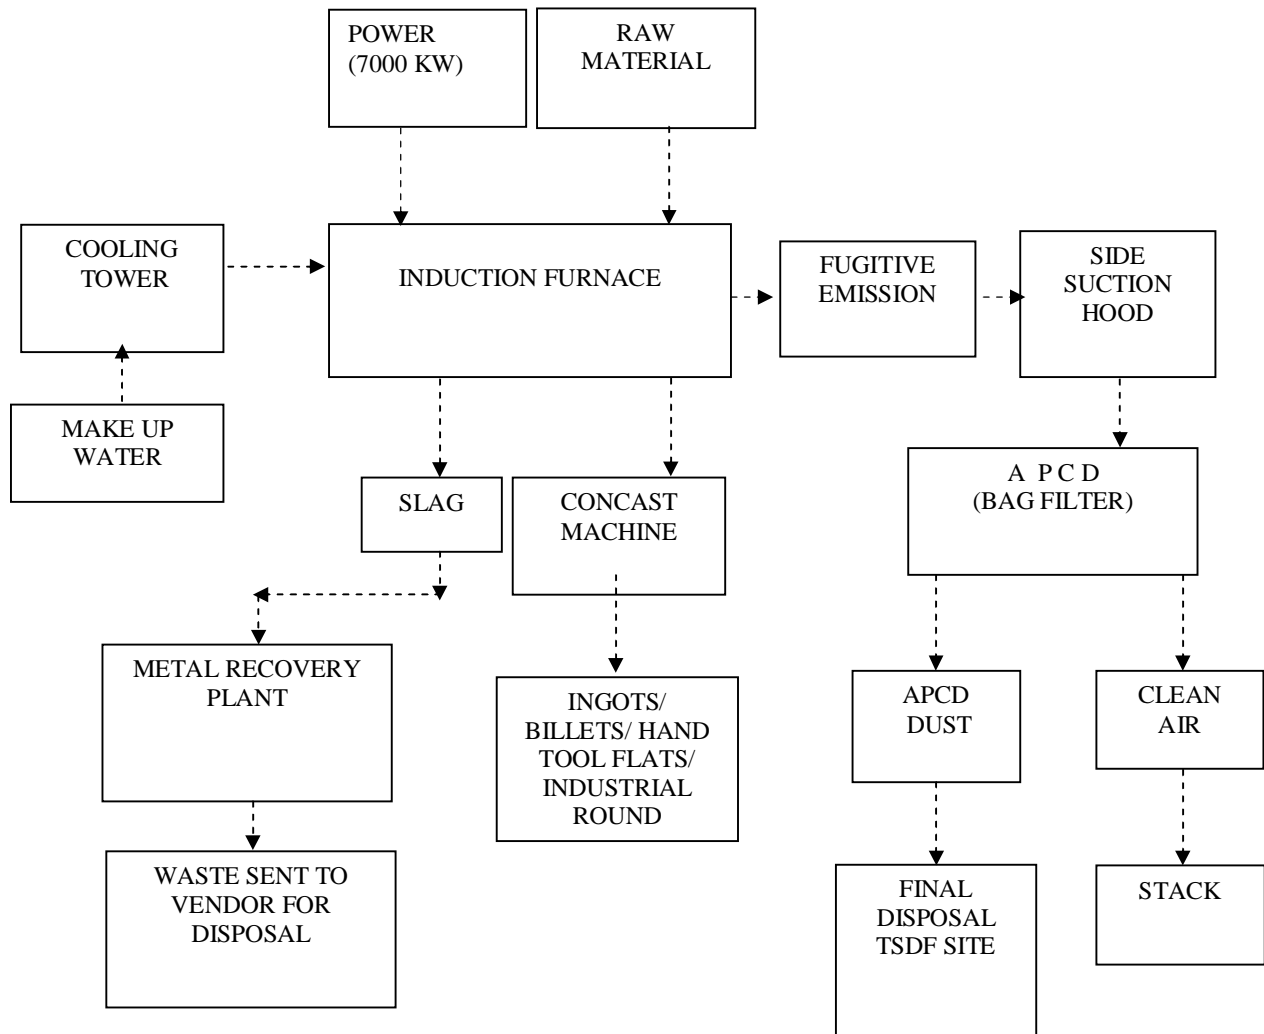 POWER
(7000 KW)
RAW
MATERIAL
COOLING
TOWER
INDUCTION FURNACE
FUGITIVE
EMISSION
SIDE
SUCTION
HOOD
MAKE UP
WATER
SLAG
CONCAST
MACHINE
A P C D
(BAG FILTER)
METAL RECOVERY
PLANT
INGOTS/
BILLETS/ HAND
TOOL FLATS/
INDUSTRIAL
ROUND
APCD
DUST
CLEAN
AIR
WASTE SENT TO
VENDOR FOR
DISPOSAL
FINAL
DISPOSAL
TSDF SITE
STACK